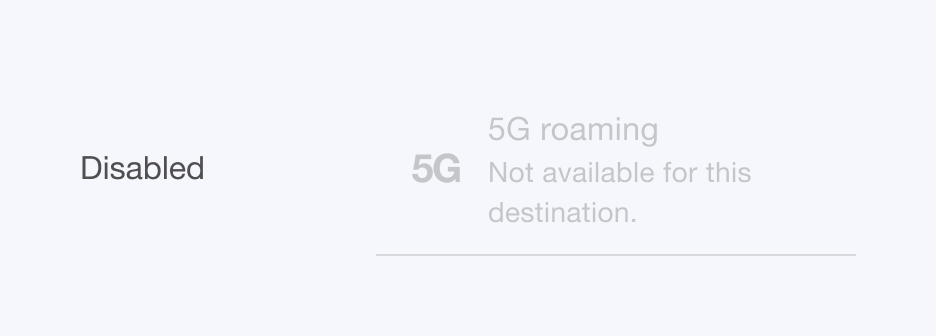 Disabled
5G
5G roaming
Not available for this
destination.